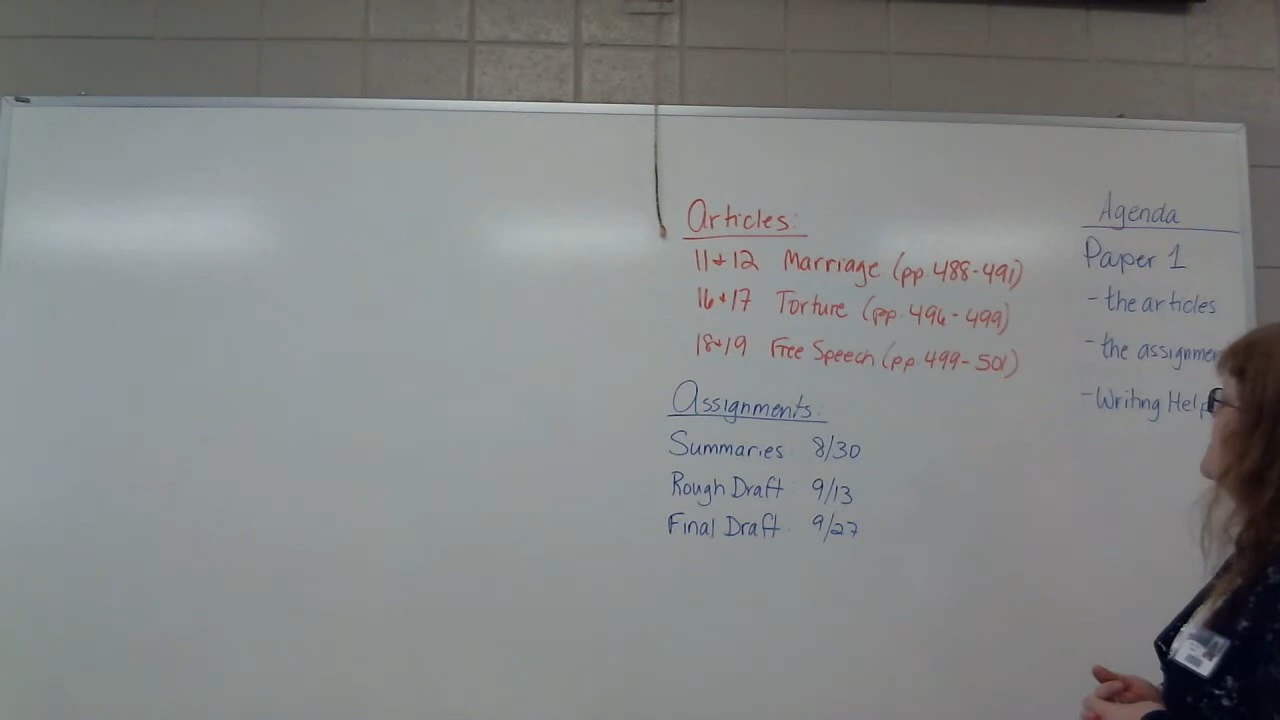 Articles:
11+12 Marriage (pp. 488-491)
16+17 Torture (pp. 496-499)
18+19 Free Speech (pp. 499-501)
Assignments:
Summaries 8/30
Rough Draft 9/13
Final Draft 9/27
Agenda
Paper 1
- the articles
- the assignme
- Writing Help